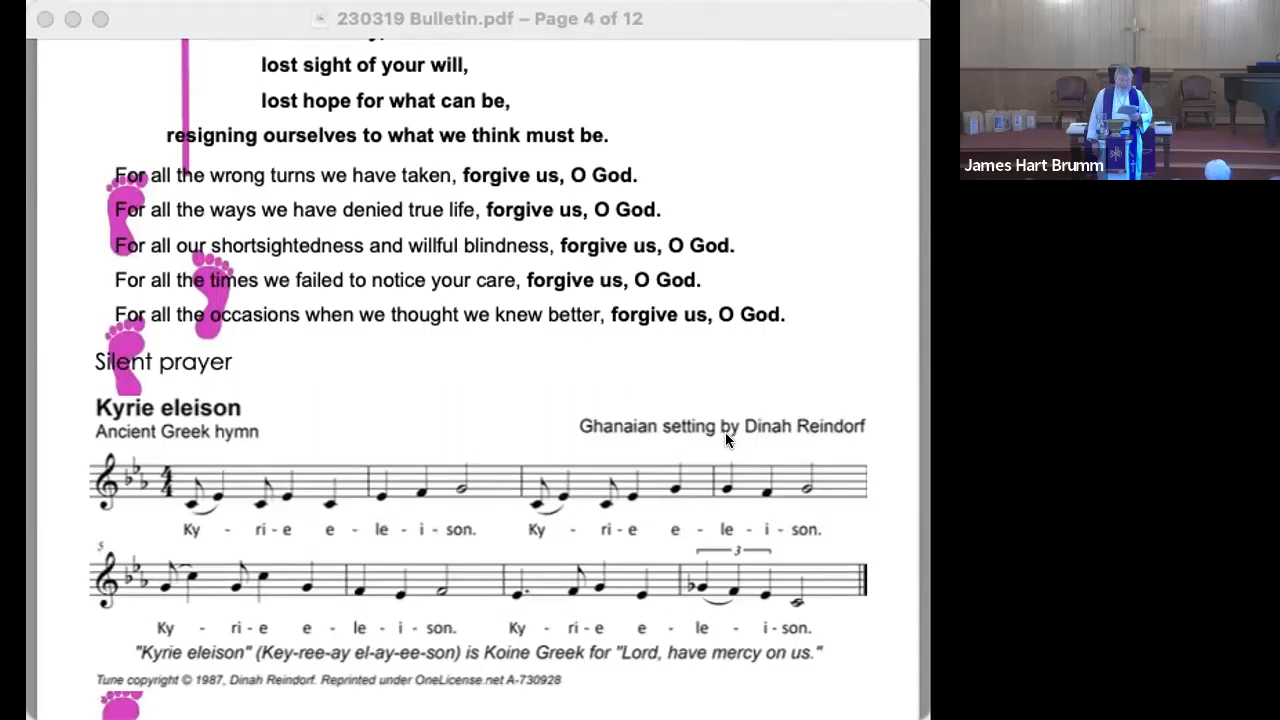 230319 Bulletin.pdf – Page 4 of 12
lost sight of your will,
lost hope for what can be,
resigning ourselves to what we think must be.
For all the wrong turns we have taken, forgive us, O God.
For all the ways we have denied true life, forgive us, O God.
For all our shortsightedness and willful blindness, forgive us, O God.
For all the times we failed to notice your care, forgive us, O God.
For all the occasions when we thought we knew better, forgive us, O God.
Silent prayer
Kyrie eleison
Ancient Greek hymn
Ghanaian setting by Dinah Reindorf
Ky - ri - e e - le - i - son. Ky - ri - e e - le - i - son.
5
3
Ky - ri - e e - le - i - son. Ky - ri - e e - le - i - son.
"Kyrie eleison" (Key-ree-ay el-ay-ee-son) is Koine Greek for "Lord, have mercy on us."
Tune copyright © 1987, Dinah Reindorf. Reprinted under OneLicense.net A-730928
James Hart Brumm